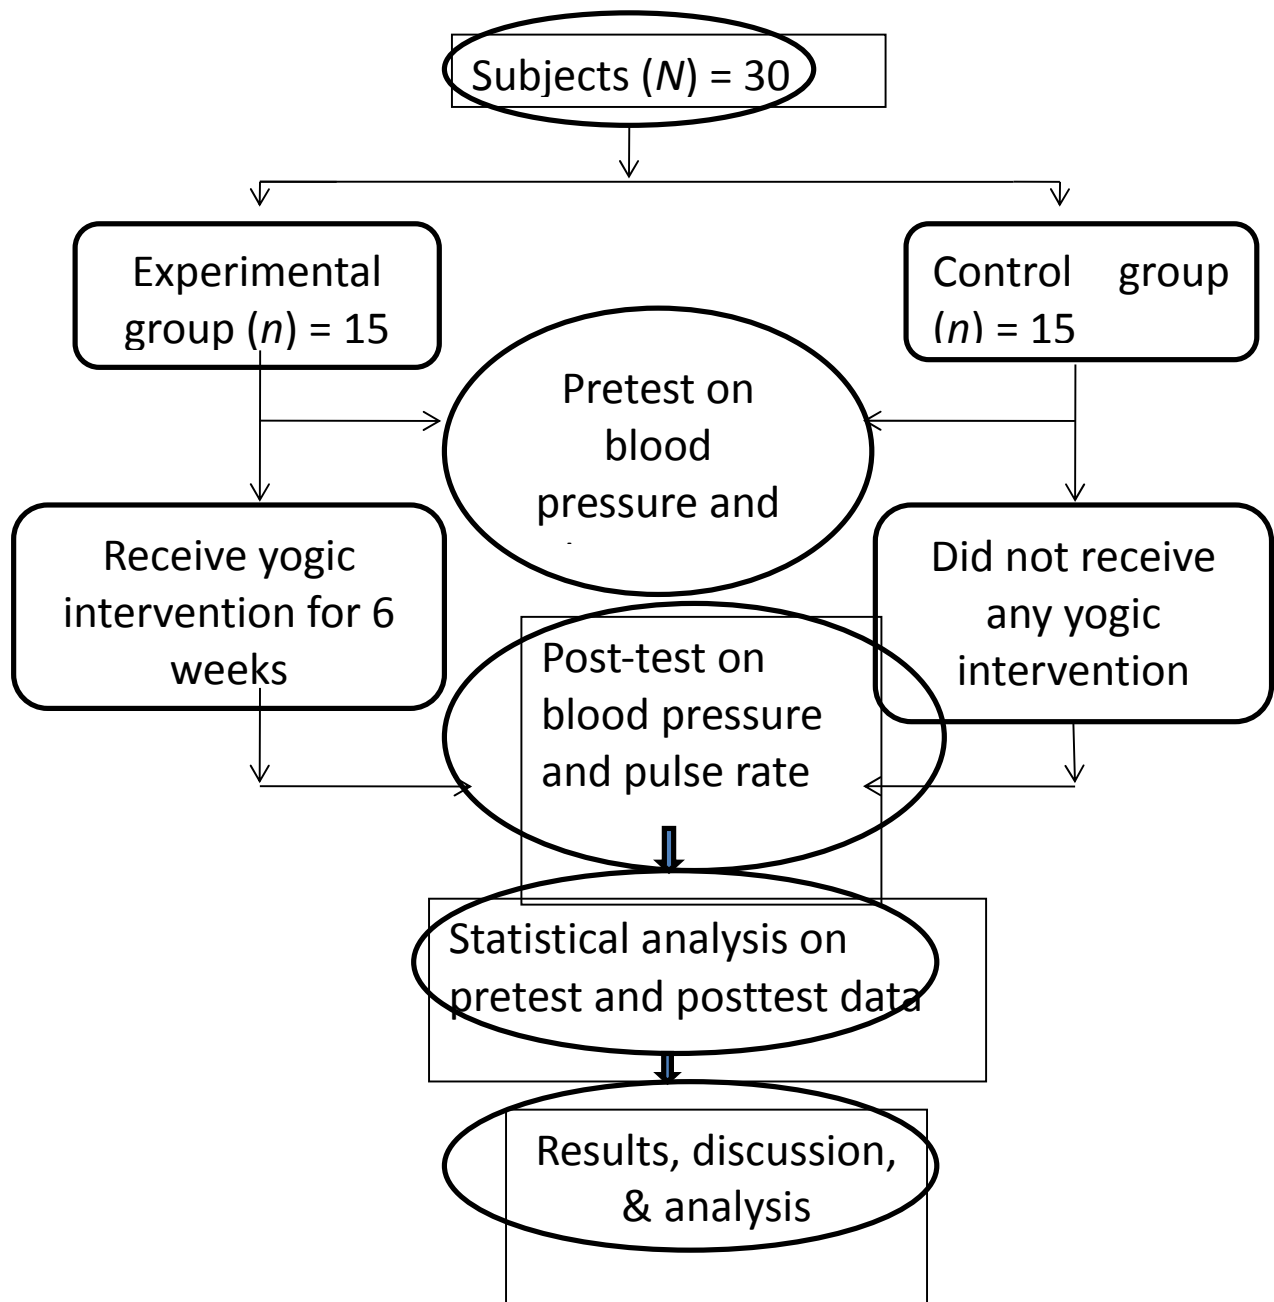 Subjects (N) = 30
Experimental
group (n) = 15
Control group
(n) = 15
Pretest on
blood
pressure and
Receive yogic
intervention for 6
weeks
Did not receive
any yogic
intervention
Post-test on
blood pressure
and pulse rate
Statistical analysis on
pretest and posttest data
Results, discussion,
& analysis